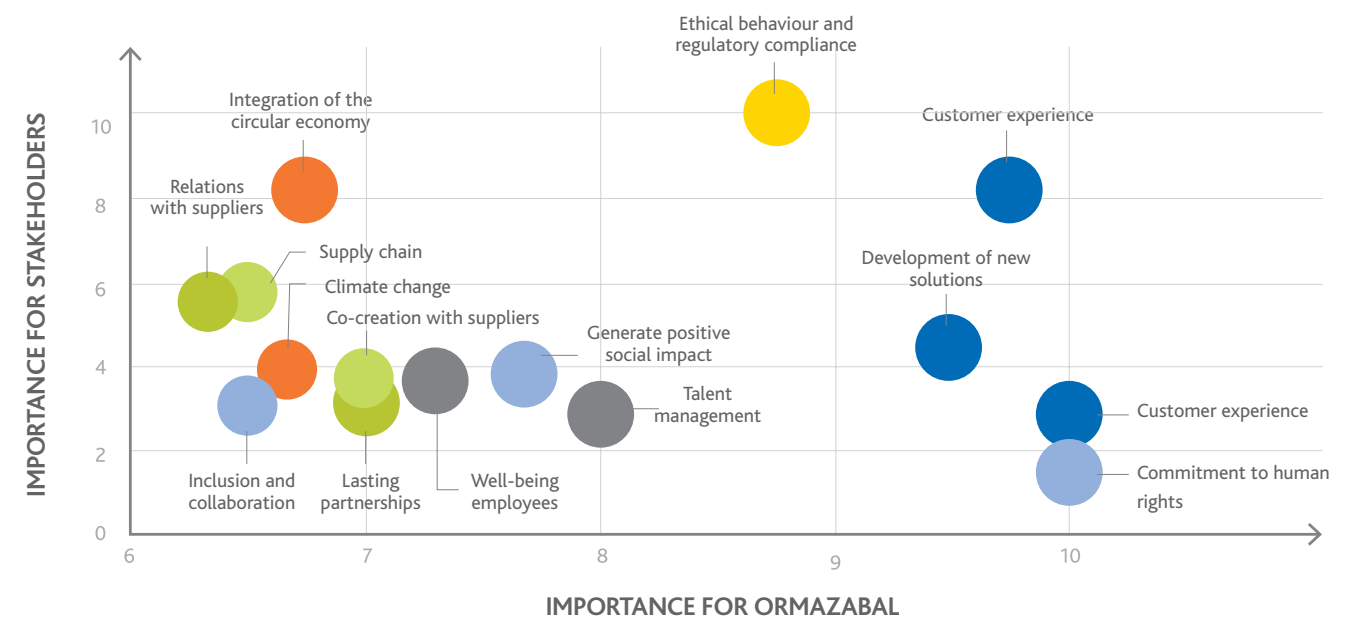 Ethical behaviour and
regulatory compliance
Integration of the
circular economy
Customer experience
Relations
with suppliers
Supply chain
Climate change
Co-creation with suppliers
Development of new
solutions
Generate positive
social impact
Talent
management
Customer experience
Commitment to human
rights
Inclusion and
collaboration
Lasting
partnerships
Well-being
employees
IMPORTANCE FOR STAKEHOLDERS
10
8
6
4
2
0
6
7
8
9
10
IMPORTANCE FOR ORMAZABAL